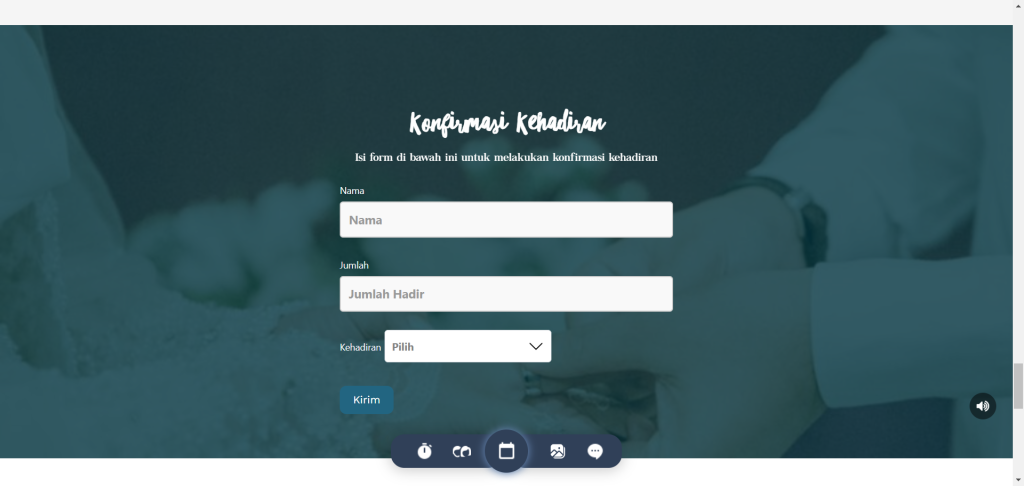 Konfirmasi Kehadiran
Isi form di bawah ini untuk melakukan konfirmasi kehadiran
Nama
Nama
Jumlah
Jumlah Hadir
Kehadiran Pilih
Kirim